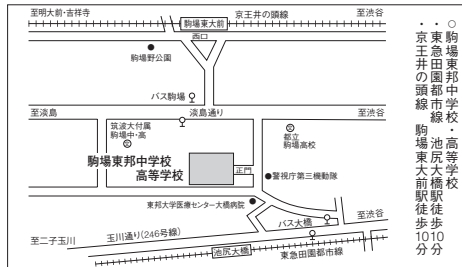 ○駒場東邦中学校・高等学校
・東急田園都市線 池尻大橋駅徒歩10分
・京王井の頭線 駒場東大前駅徒歩10分
至明大前・吉祥寺
駒場東大前
京王井の頭線
至渋谷
西口
駒場野公園
バス駒場
至淡島
淡島通り
至渋谷
筑波大付属
駒場中・高
都立
駒場高校
駒場東邦中学校
高等学校
正門
警視庁第三機動隊
東邦大学医療センター大橋病院
バス大橋
至渋谷
玉川通り(246号線)
至二子玉川
池尻大橋
東急田園都市線